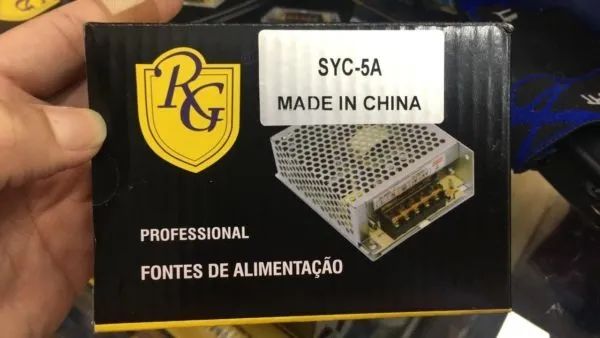 RG
SYC-5A
MADE IN CHINA
PROFESSIONAL
FONTES DE ALIMENTAÇÃO